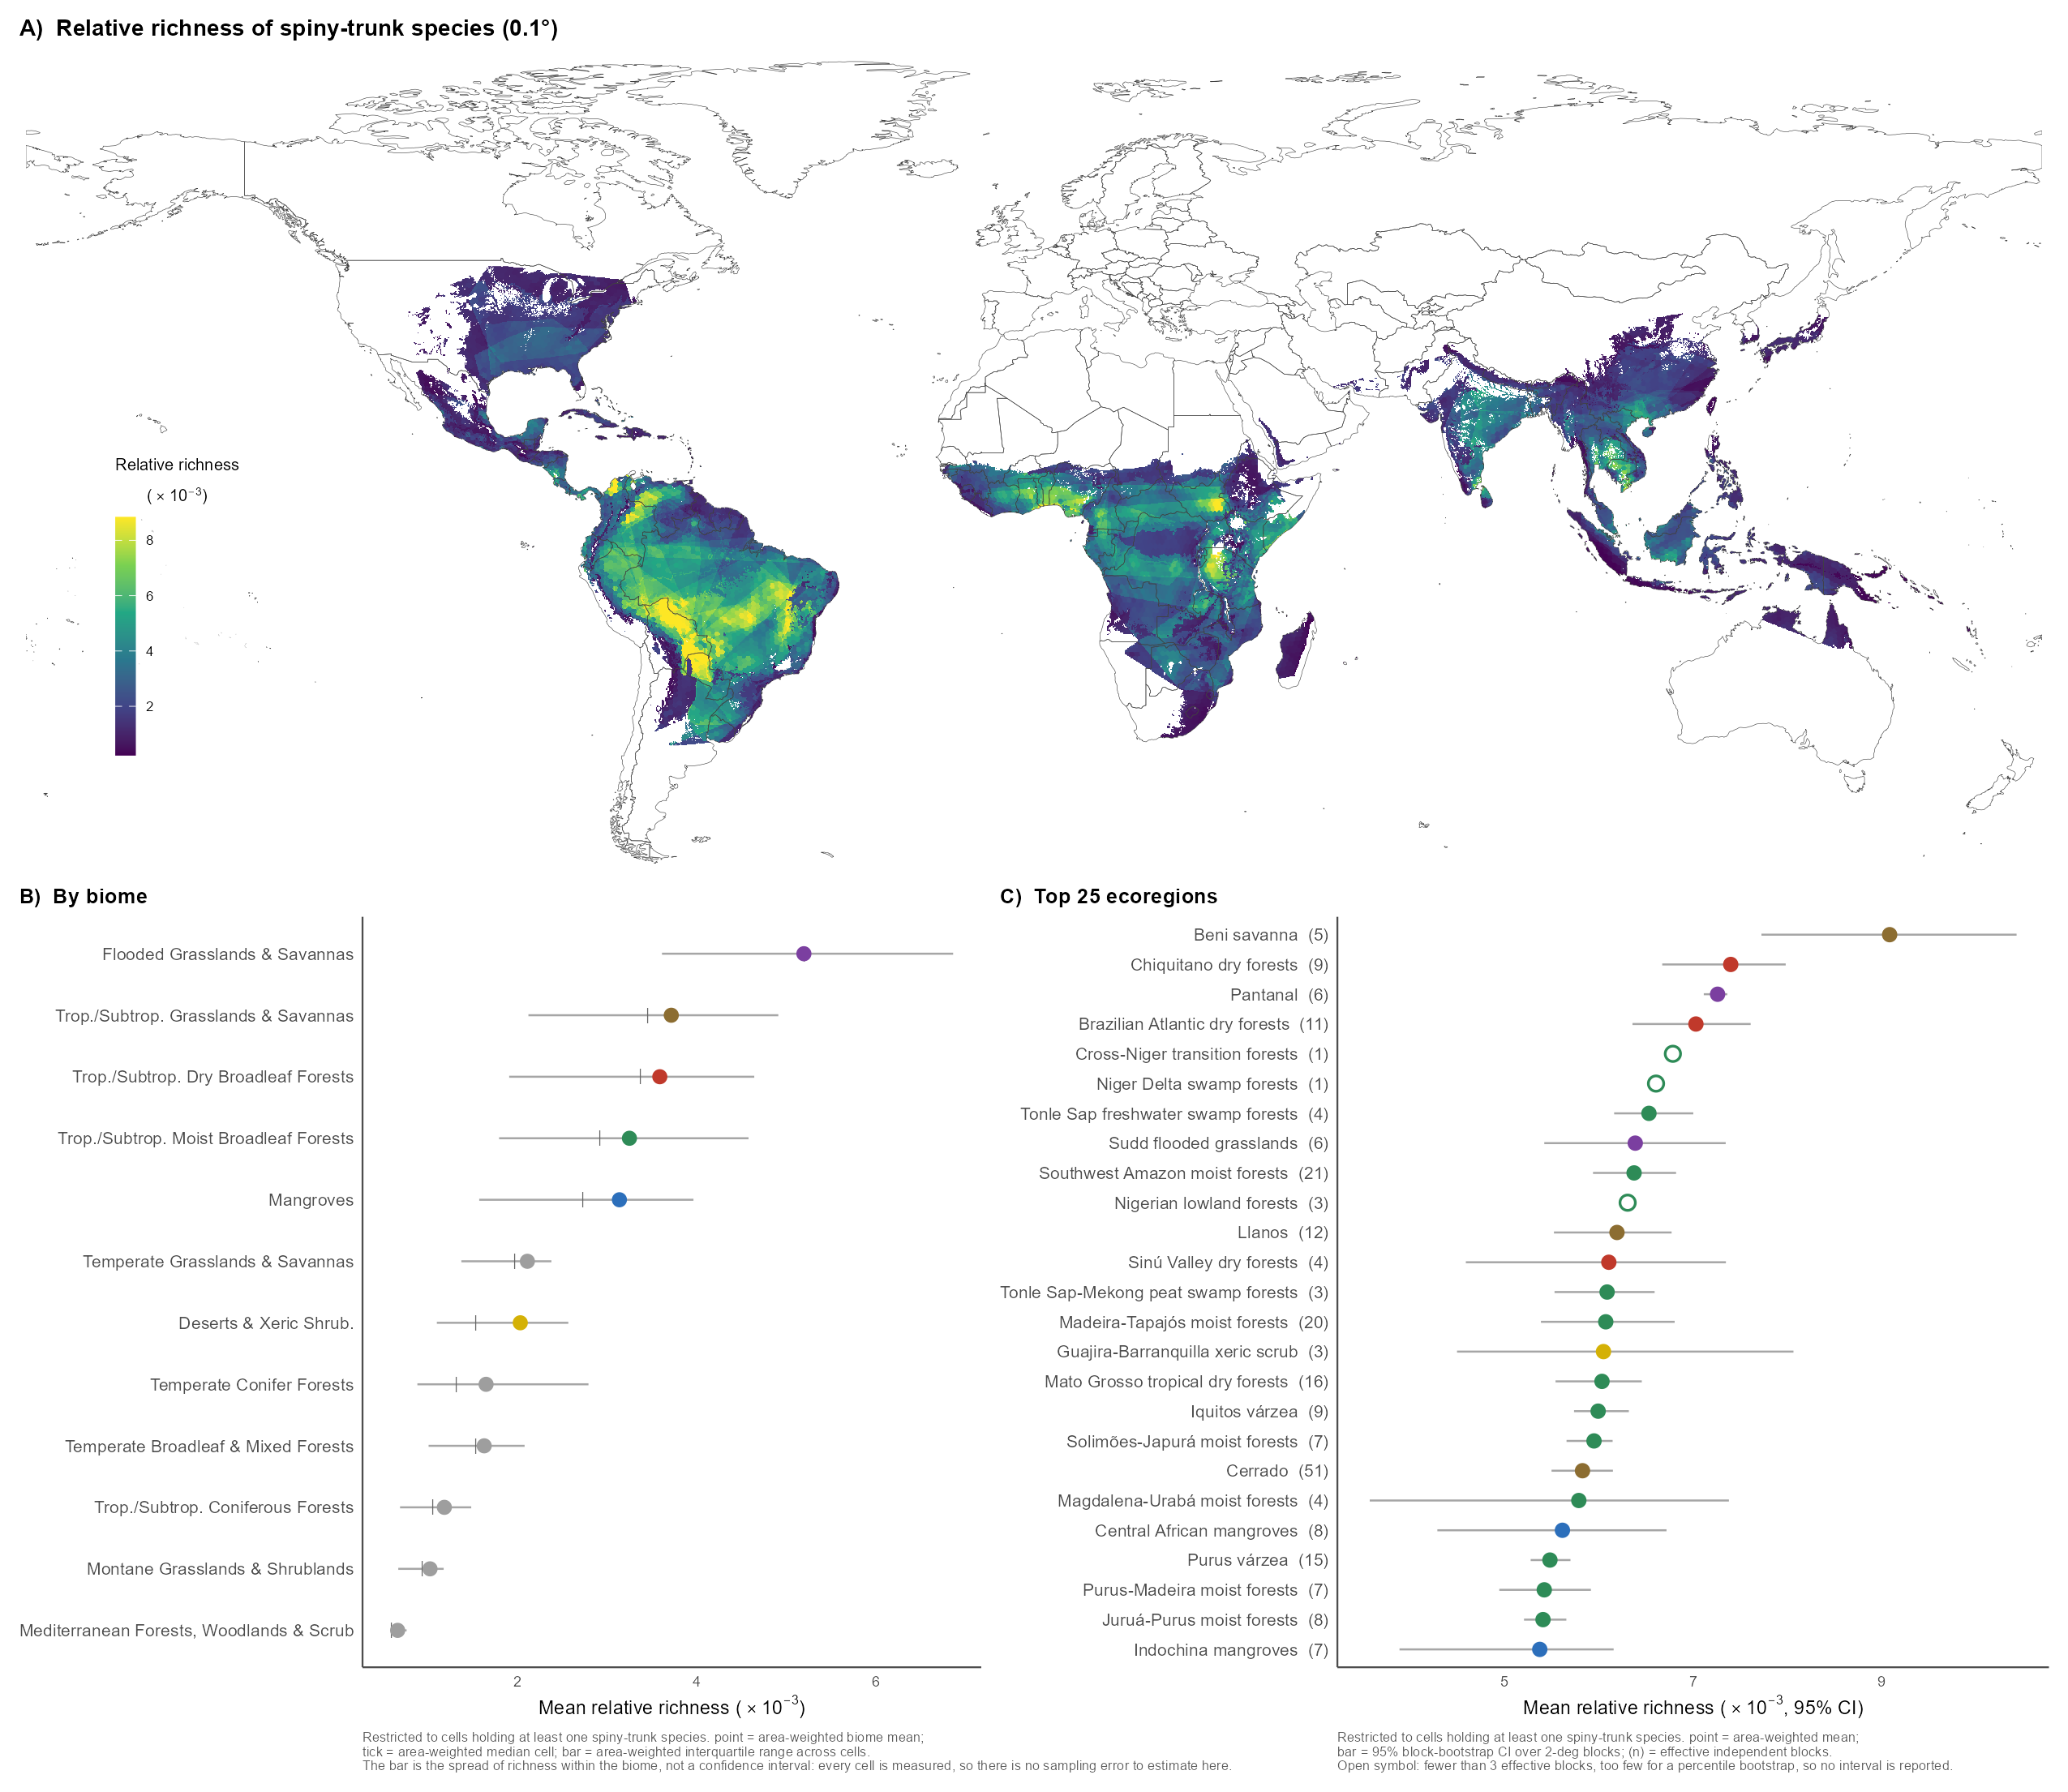 A) Relative richness of spiny-trunk species (0.1°)
Relative richness
( × 10⁻³)
8
6
4
2
B) By biome
Flooded Grasslands & Savannas
Trop./Subtrop. Grasslands & Savannas
Trop./Subtrop. Dry Broadleaf Forests
Trop./Subtrop. Moist Broadleaf Forests
Mangroves
Temperate Grasslands & Savannas
Deserts & Xeric Shrub.
Temperate Conifer Forests
Temperate Broadleaf & Mixed Forests
Trop./Subtrop. Coniferous Forests
Montane Grasslands & Shrublands
Mediterranean Forests, Woodlands & Scrub
2 4 6
Mean relative richness ( × 10⁻³)
Restricted to cells holding at least one spiny-trunk species. point = area-weighted biome mean;
tick = area-weighted median cell; bar = area-weighted interquartile range across cells.
The bar is the spread of richness within the biome, not a confidence interval: every cell is measured, so there is no sampling error to estimate here.
C) Top 25 ecoregions
Beni savanna (5)
Chiquitano dry forests (9)
Pantanal (6)
Brazilian Atlantic dry forests (11)
Cross-Niger transition forests (1)
Niger Delta swamp forests (1)
Tonle Sap freshwater swamp forests (4)
Sudd flooded grasslands (6)
Southwest Amazon moist forests (21)
Nigerian lowland forests (3)
Llanos (12)
Sinú Valley dry forests (4)
Tonle Sap-Mekong peat swamp forests (3)
Madeira-Tapajós moist forests (20)
Guajira-Barranquilla xeric scrub (3)
Mato Grosso tropical dry forests (16)
Iquitos várzea (9)
Solimões-Japurá moist forests (7)
Cerrado (51)
Magdalena-Urabá moist forests (4)
Central African mangroves (8)
Purus várzea (15)
Purus-Madeira moist forests (7)
Juruá-Purus moist forests (8)
Indochina mangroves (7)
5 7 9
Mean relative richness ( × 10⁻³, 95% CI)
Restricted to cells holding at least one spiny-trunk species. point = area-weighted mean;
bar = 95% block-bootstrap CI over 2-deg blocks; (n) = effective independent blocks.
Open symbol: fewer than 3 effective blocks, too few for a percentile bootstrap, so no interval is reported.